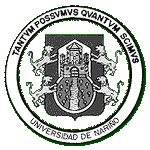 TANTVM POSSVMVS QVANTVM SCIMVS
UNIVERSIDAD DE NARIÑO